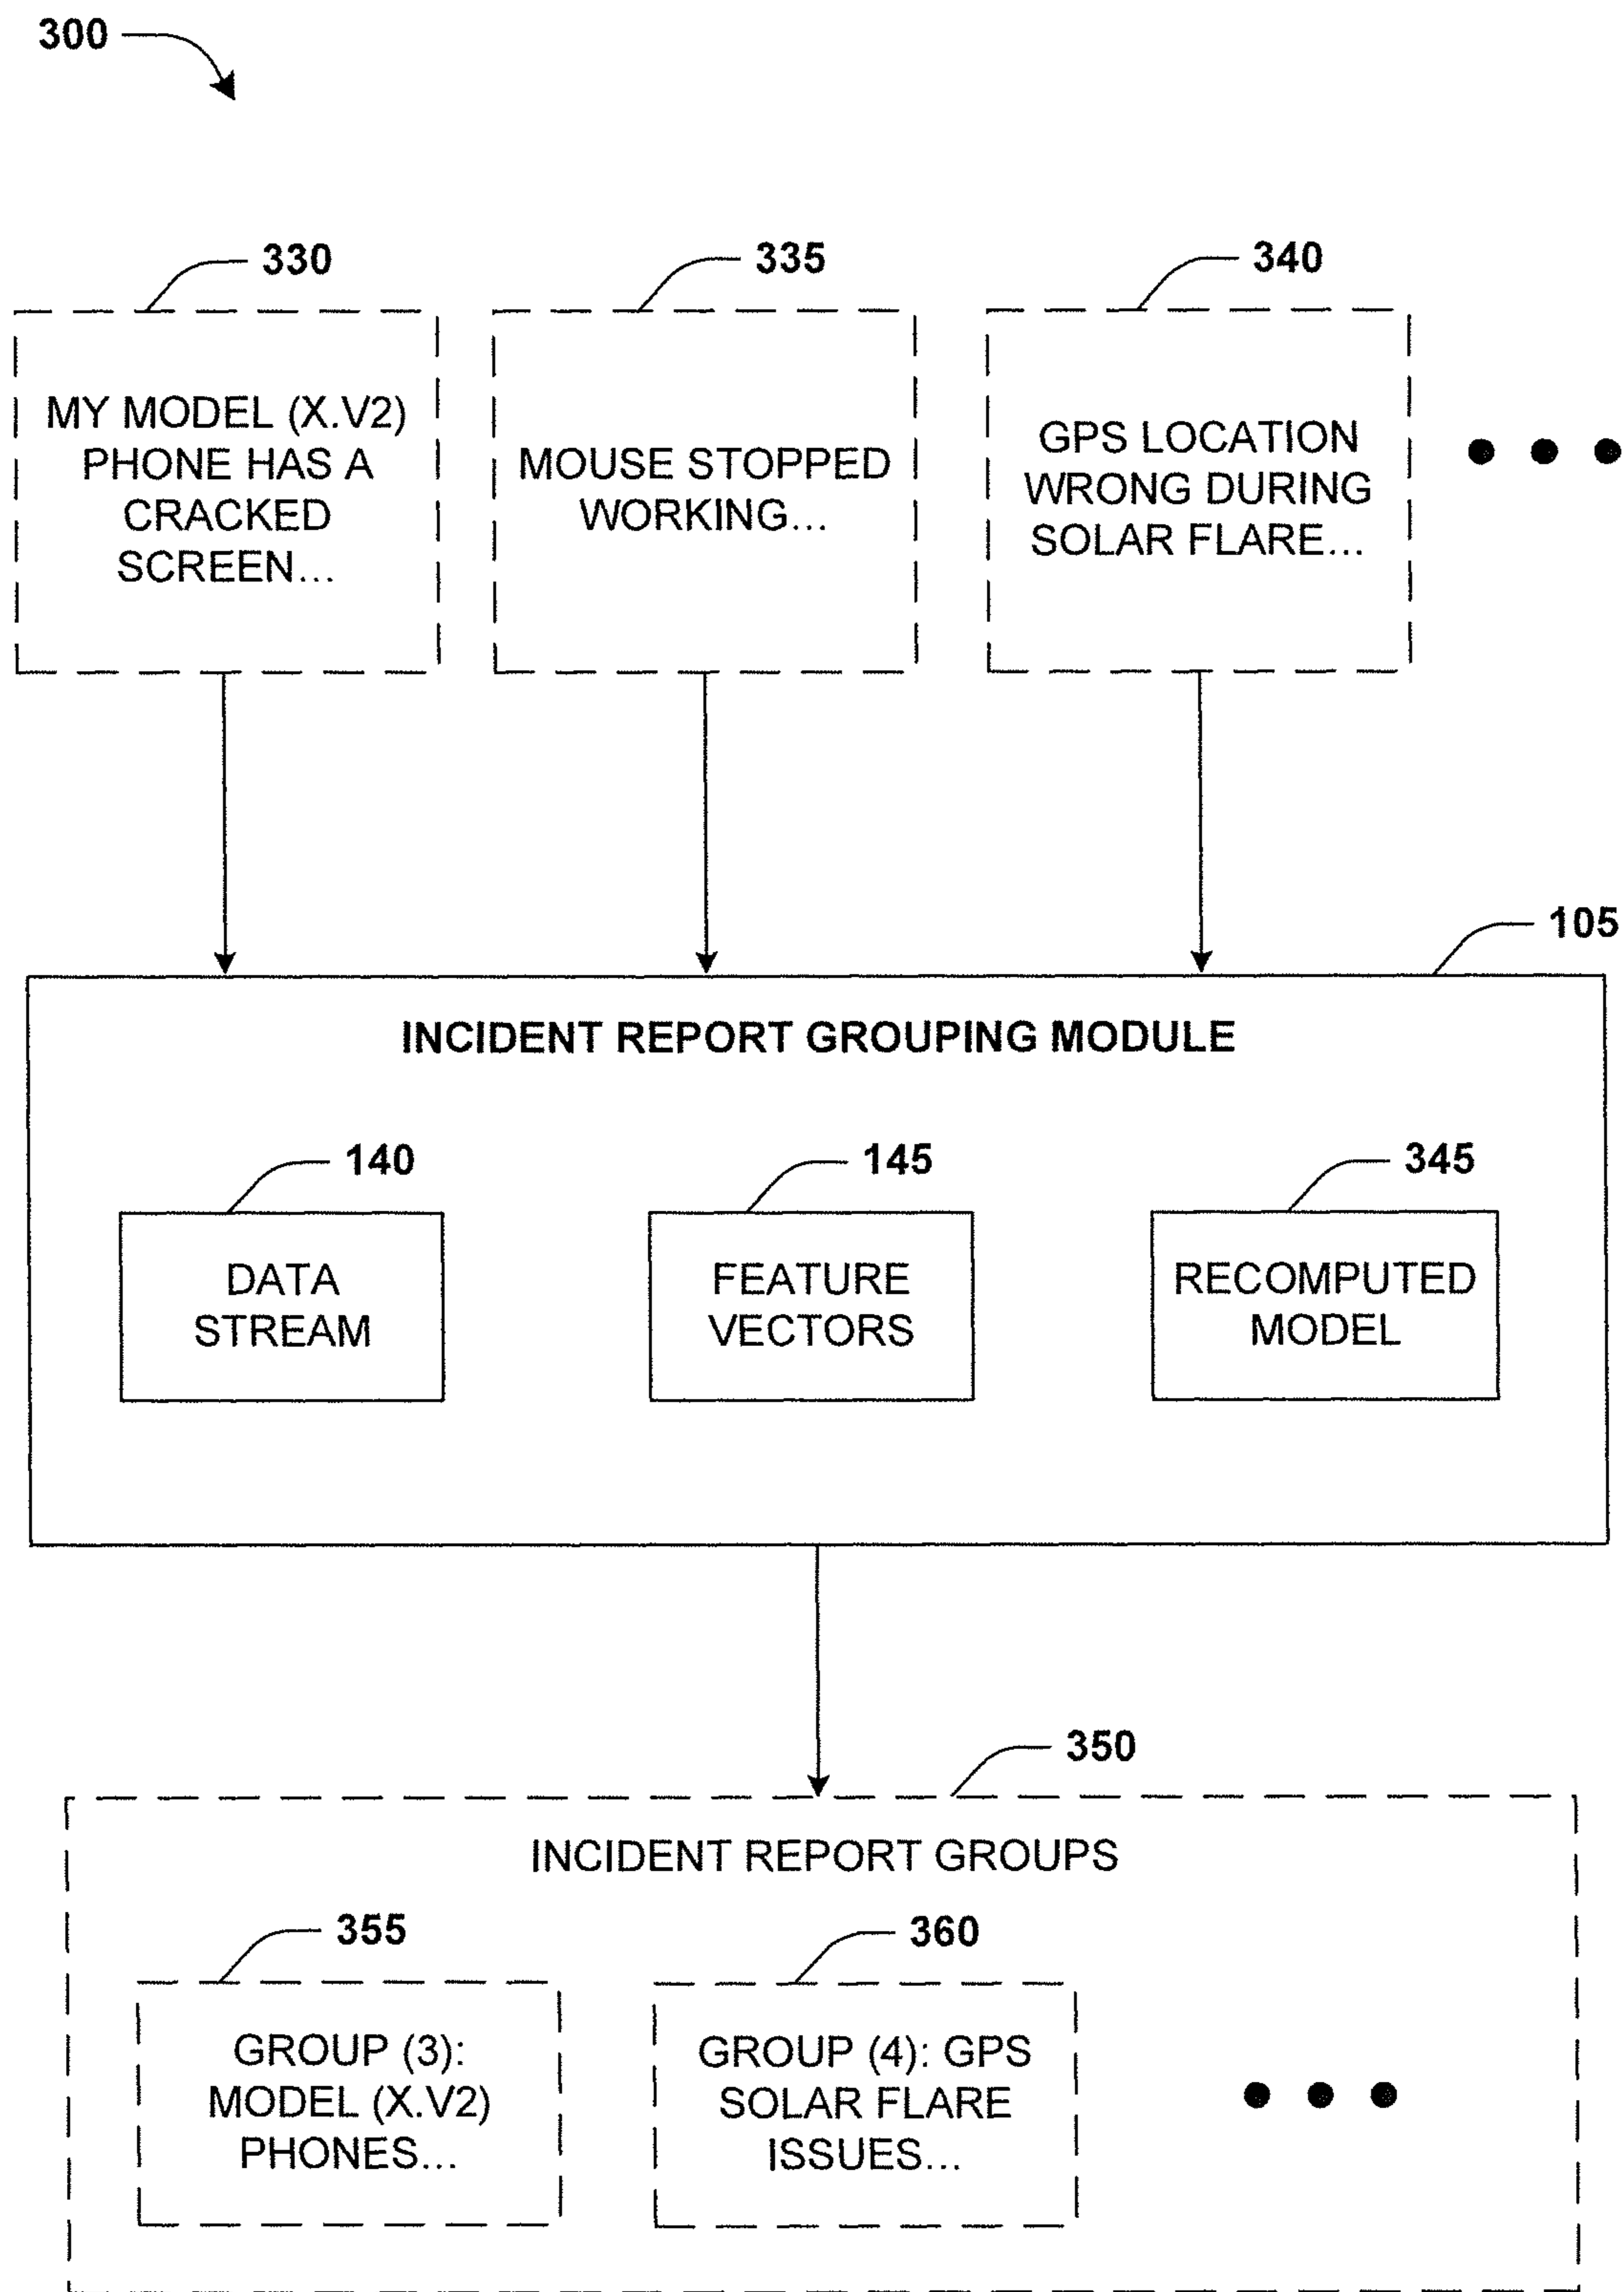 300
330
335
340
MY MODEL (X.V2)
PHONE HAS A
CRACKED
SCREEN...
MOUSE STOPPED
WORKING...
GPS LOCATION
WRONG DURING
SOLAR FLARE...
105
INCIDENT REPORT GROUPING MODULE
140
145
345
DATA
STREAM
FEATURE
VECTORS
RECOMPUTED
MODEL
350
INCIDENT REPORT GROUPS
355
360
GROUP (3):
MODEL (X.V2)
PHONES...
GROUP (4): GPS
SOLAR FLARE
ISSUES...